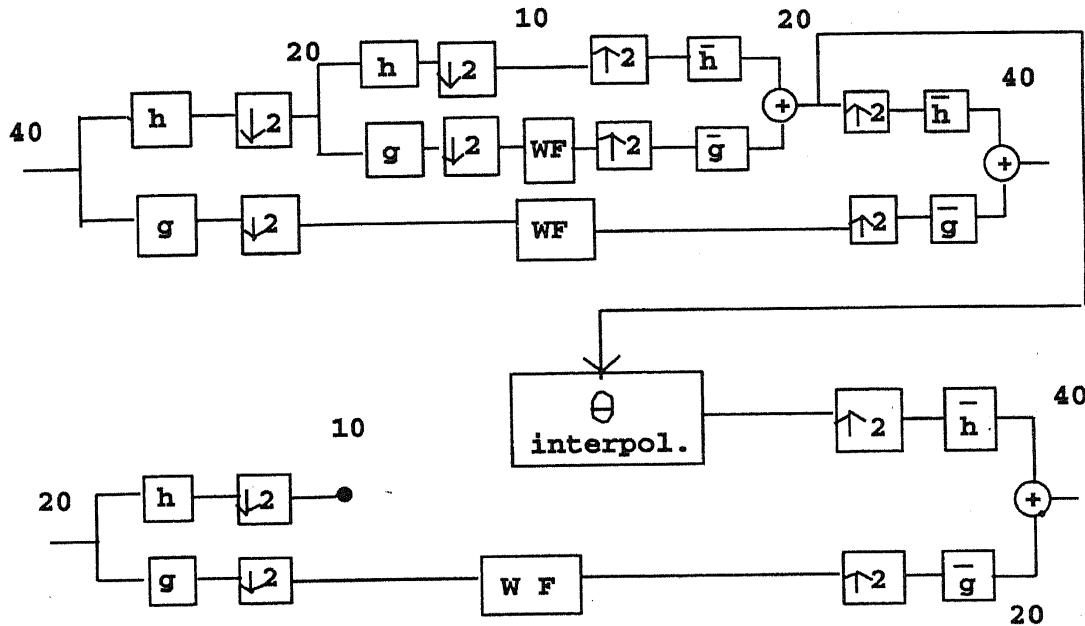 10 20
20 h ↓2 ↑2 h̄ 40
40 h ↓2 + ↑2 h̄
g ↓2 WF ↑2 ḡ +
g ↓2 WF ↑2 ḡ
θ 40
interpol. ↑2 h̄
10
20 h ↓2 +
g ↓2 W F ↑2 ḡ
20